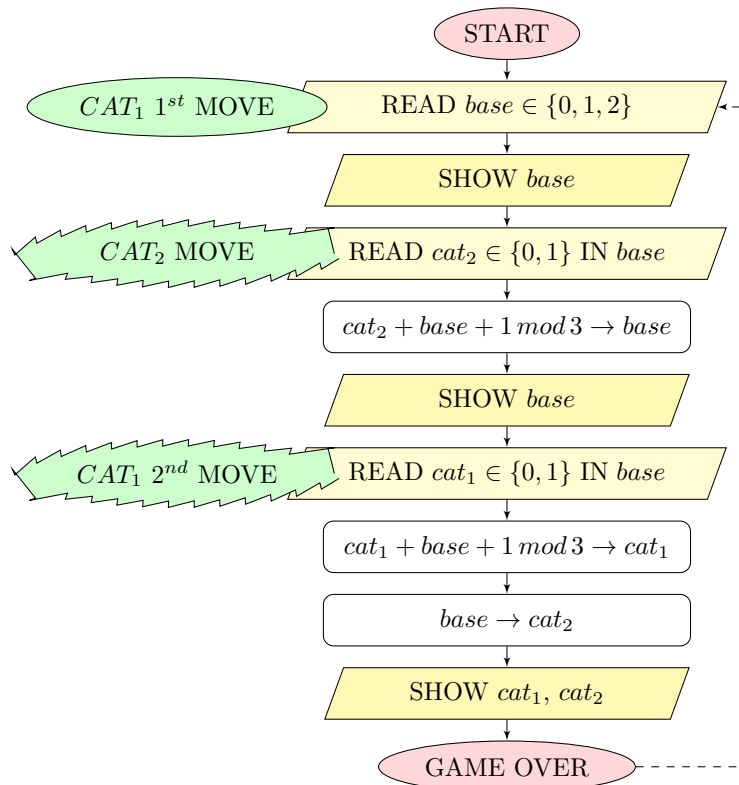 START
CAT₁ 1ˢᵗ MOVE
READ base ∈ {0, 1, 2}
SHOW base
CAT₂ MOVE
READ cat₂ ∈ {0, 1} IN base
cat₂ + base + 1 mod 3 → base
SHOW base
CAT₁ 2ⁿᵈ MOVE
READ cat₁ ∈ {0, 1} IN base
cat₁ + base + 1 mod 3 → cat₁
base → cat₂
SHOW cat₁, cat₂
GAME OVER